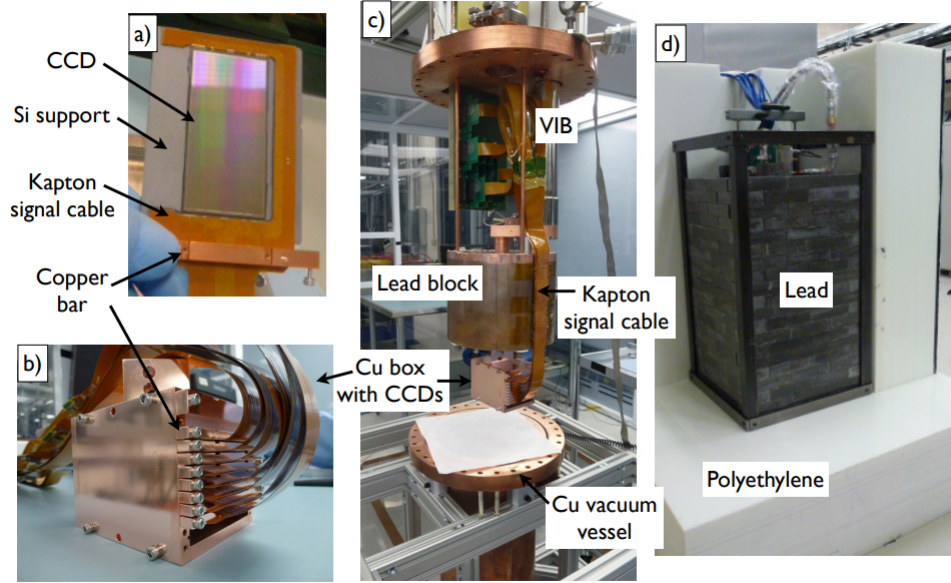 a)
CCD
Si support
Kapton
signal cable
Copper
bar
b)
Cu box
with CCDs
c)
VIB
Lead block
Kapton
signal cable
Cu vacuum
vessel
d)
Lead
Polyethylene